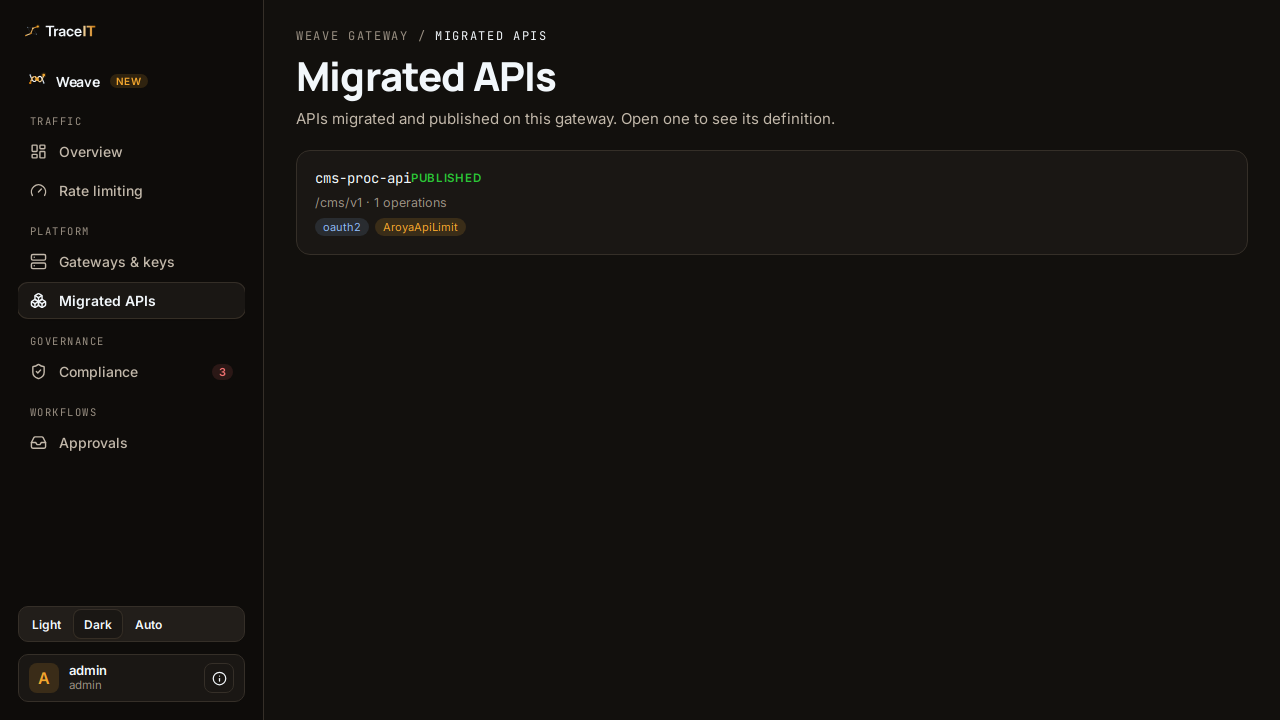 TraceIT
Weave NEW
TRAFFIC
Overview
Rate limiting
PLATFORM
Gateways & keys
Migrated APIs
GOVERNANCE
Compliance 3
WORKFLOWS
Approvals
Light Dark Auto
A
admin
admin
WEAVE GATEWAY / MIGRATED APIS
Migrated APIs
APIs migrated and published on this gateway. Open one to see its definition.
cms-proc-apiPUBLISHED
/cms/v1 · 1 operations
oauth2 AroyaApiLimit